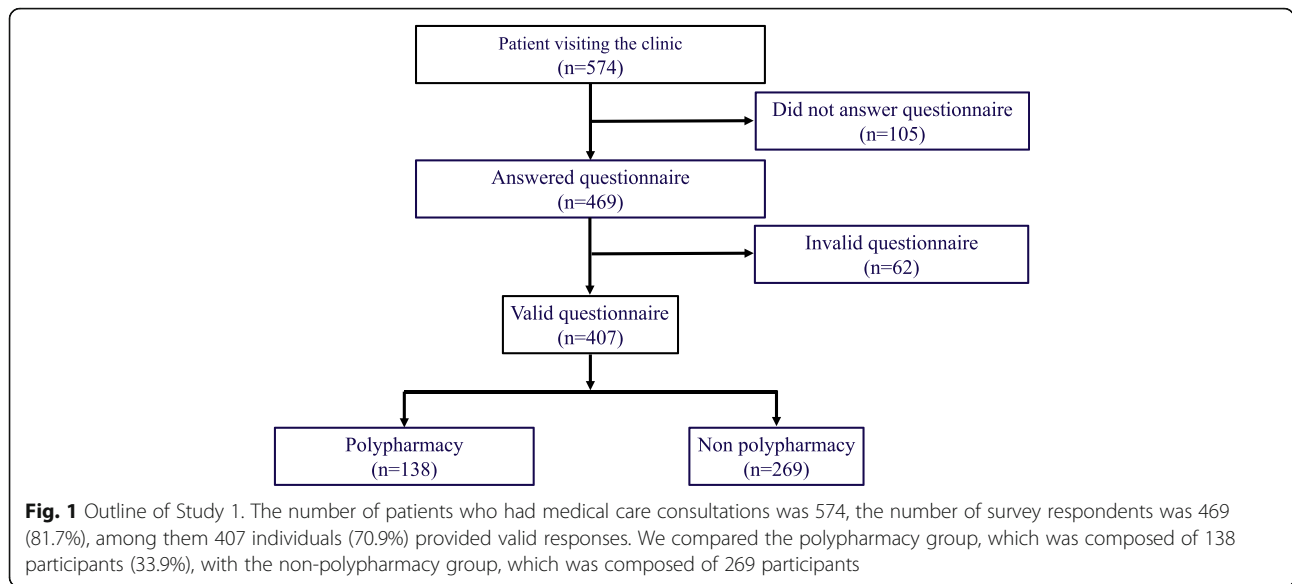 Patient visiting the clinic
(n=574)
Did not answer questionnaire
(n=105)
Answered questionnaire
(n=469)
Invalid questionnaire
(n=62)
Valid questionnaire
(n=407)
Polypharmacy
(n=138)
Non polypharmacy
(n=269)
Fig. 1 Outline of Study 1. The number of patients who had medical care consultations was 574, the number of survey respondents was 469
(81.7%), among them 407 individuals (70.9%) provided valid responses. We compared the polypharmacy group, which was composed of 138
participants (33.9%), with the non-polypharmacy group, which was composed of 269 participants